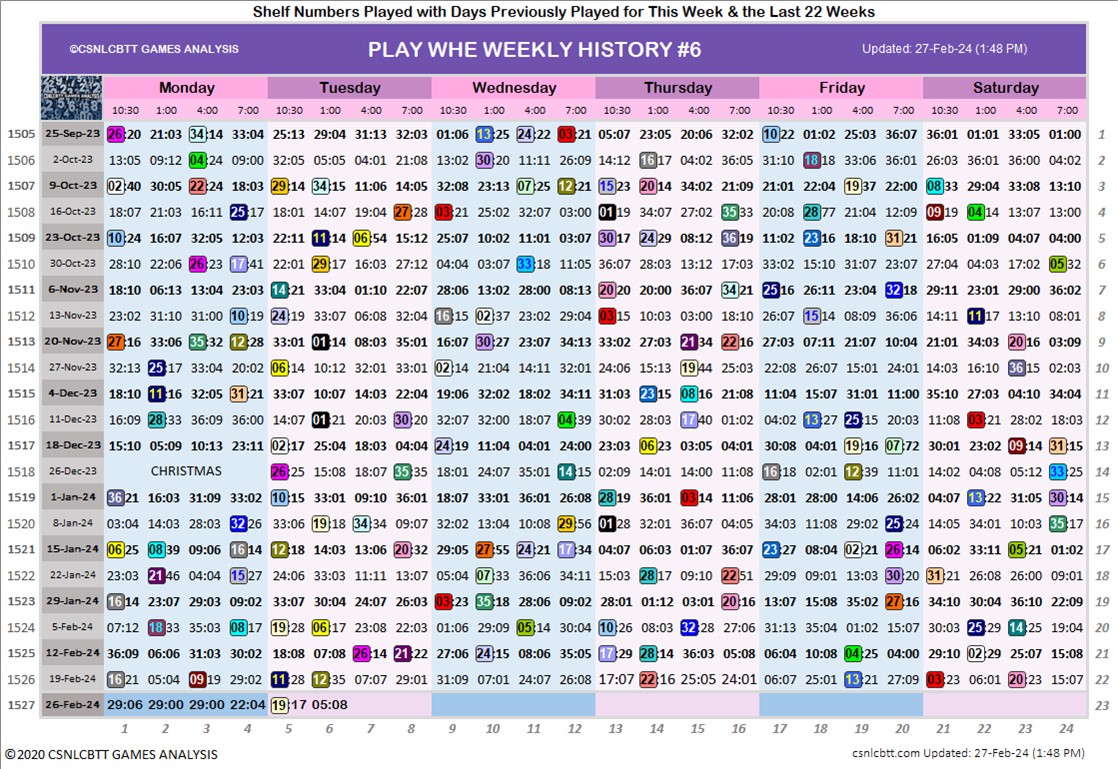 Shelf Numbers Played with Days Previously Played for This Week & the Last 22 Weeks
©CSNLCBTT GAMES ANALYSIS PLAY WHE WEEKLY HISTORY #6 Updated: 27-Feb-24 (1:48 PM)
Monday Tuesday Wednesday Thursday Friday Saturday
10:30 1:00 4:00 7:00 10:30 1:00 4:00 7:00 10:30 1:00 4:00 7:00 10:30 1:00 4:00 7:00 10:30 1:00 4:00 7:00 10:30 1:00 4:00 7:00
1505 25-Sep-23 26:20 21:03 34:14 33:04 25:13 29:04 31:13 32:03 01:06 13:25 24:22 03:21 05:07 23:05 20:06 32:02 10:22 01:02 25:03 36:07 36:01 01:01 33:05 01:00 1
1506 2-Oct-23 13:05 09:12 04:24 09:00 32:05 05:05 04:01 21:08 13:02 30:20 11:11 26:09 14:12 16:17 04:02 36:05 31:10 18:18 33:06 36:01 26:03 36:01 36:00 04:02 2
1507 9-Oct-23 02:40 30:05 22:24 18:03 29:14 34:15 11:06 14:05 32:08 23:13 07:25 12:21 15:23 20:14 34:02 21:09 21:01 22:04 19:37 22:00 08:33 29:04 33:08 13:10 3
1508 16-Oct-23 18:07 21:03 16:11 25:17 18:01 14:07 19:04 27:28 03:21 25:02 32:07 03:00 01:19 34:07 27:02 35:33 20:08 28:77 21:04 12:09 09:19 04:14 13:07 13:00 4
1509 23-Oct-23 10:24 16:07 32:05 12:03 22:11 11:14 06:54 15:12 25:07 10:02 11:01 03:07 30:17 24:29 08:12 36:19 11:02 23:16 18:10 31:21 16:05 01:09 04:07 04:00 5
1510 30-Oct-23 28:10 22:06 26:23 17:41 22:01 29:17 16:03 27:12 04:04 03:07 33:18 11:05 36:07 28:03 13:12 17:03 33:02 15:10 31:07 37:07 27:04 04:03 17:02 05:32 6
1511 6-Nov-23 18:10 06:13 13:04 23:03 14:21 33:04 01:10 22:07 28:06 13:02 28:00 08:13 20:20 20:00 36:07 34:21 25:16 26:11 23:07 32:18 29:11 23:01 29:00 36:02 7
1512 13-Nov-23 23:02 31:10 31:00 10:19 24:19 33:07 06:08 32:04 16:15 02:37 23:02 29:04 03:15 10:03 03:00 18:10 26:07 15:14 08:09 36:06 14:11 11:17 13:10 08:01 8
1513 20-Nov-23 27:16 33:06 35:32 12:28 33:01 01:14 08:03 35:01 16:07 30:27 23:07 34:13 33:02 27:03 21:34 22:16 27:03 07:11 21:07 10:04 21:01 08:03 20:16 03:09 9
1514 27-Nov-23 32:13 25:17 33:04 20:02 06:14 10:12 32:01 33:01 02:14 21:04 14:11 32:01 24:06 15:13 19:44 25:03 22:08 26:07 15:01 24:01 14:03 10:04 36:15 02:03 10
1515 4-Dec-23 18:10 11:16 32:05 31:21 33:07 10:07 14:03 22:04 19:06 32:02 18:02 34:11 31:03 23:15 08:16 21:08 11:04 15:07 31:01 11:00 35:10 27:03 04:10 34:04 11
1516 11-Dec-23 16:09 28:33 36:09 36:00 14:07 01:21 20:03 30:20 32:07 32:00 18:07 04:39 30:02 28:03 17:40 01:02 04:02 13:27 25:15 20:03 11:08 03:21 28:02 18:03 12
1517 18-Dec-23 15:10 05:09 10:13 23:11 02:17 25:04 18:03 04:04 24:19 11:04 04:01 24:00 23:03 06:23 03:05 04:01 30:08 04:01 19:16 07:72 30:01 23:02 09:14 31:15 13
1518 26-Dec-23 CHRISTMAS 26:25 15:08 18:07 35:35 18:01 24:07 35:01 14:15 02:09 14:01 14:00 11:08 16:18 02:01 12:39 11:01 14:02 24:03 05:12 33:25 14
1519 1-Jan-24 36:21 16:03 31:09 33:02 10:15 33:01 09:10 36:01 18:07 33:01 36:01 26:08 28:19 36:01 03:14 11:06 28:01 28:00 14:06 26:02 04:07 13:22 31:05 30:14 15
1520 8-Jan-24 03:04 14:03 28:03 32:26 33:06 19:18 34:34 09:07 32:02 13:04 10:08 29:56 01:28 32:01 36:07 04:05 34:03 11:08 29:02 25:24 14:05 34:01 10:03 35:17 16
1521 15-Jan-24 06:25 08:39 09:06 16:14 12:18 14:03 13:06 20:32 29:05 27:55 24:21 17:34 04:07 06:03 01:07 36:07 23:27 08:04 02:21 26:14 06:02 33:11 05:21 01:02 17
1522 22-Jan-24 23:03 21:46 04:04 15:27 24:06 33:03 11:11 13:07 05:04 07:33 36:06 34:11 15:03 28:17 09:10 22:51 29:09 09:01 13:03 30:20 31:21 26:08 26:00 09:01 18
1523 29-Jan-24 16:14 23:07 24:05 09:02 33:07 30:04 24:07 26:03 03:23 35:18 28:06 09:02 28:01 01:12 03:01 20:16 13:07 15:08 35:02 27:16 34:10 30:04 36:10 22:09 19
1524 5-Feb-24 07:12 18:33 35:03 08:17 19:28 06:17 23:08 22:03 01:06 29:09 05:14 30:04 10:26 08:03 32:28 27:06 31:13 35:04 01:02 15:07 30:03 25:29 14:25 19:04 20
1525 12-Feb-24 36:09 06:06 31:03 30:02 18:08 07:08 26:14 21:22 27:06 24:15 08:06 35:05 17:29 28:14 36:03 05:08 06:04 10:08 04:25 04:00 29:10 02:29 25:07 15:08 21
1526 19-Feb-24 16:21 05:04 09:19 29:02 11:28 12:35 07:07 29:01 31:09 07:01 24:07 26:08 17:07 22:16 25:05 24:01 06:07 25:01 13:21 27:09 03:23 06:01 20:23 15:07 22
1527 26-Feb-24 29:06 29:00 29:00 22:04 19:17 05:08 23
1 2 3 4 5 6 7 8 9 10 11 12 13 14 15 16 17 18 19 20 21 22 23 24
©2020 CSNLCBTT GAMES ANALYSIS csnlcbtt.com Updated: 27-Feb-24 (1:48 PM)